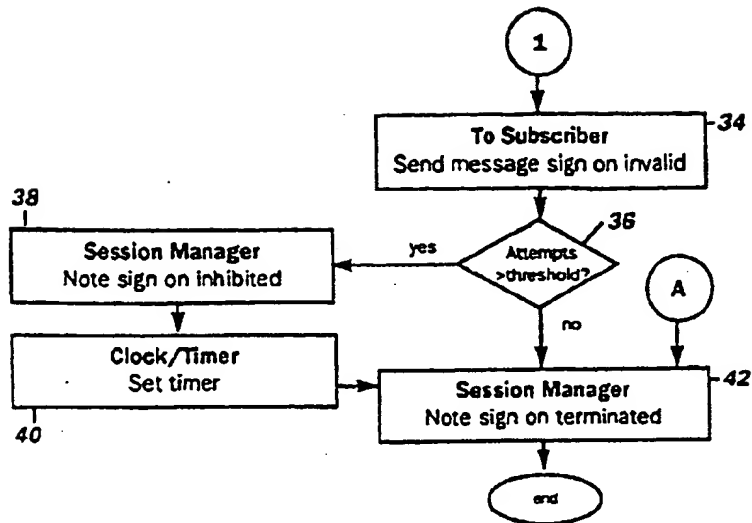 1
To Subscriber
Send message sign on invalid
34
36
Attempts
>threshold?
yes
no
38
Session Manager
Note sign on inhibited
Clock/Timer
Set timer
40
A
Session Manager
Note sign on terminated
42
end